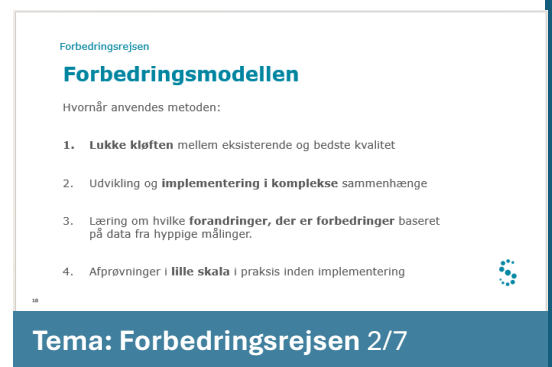 Forbedringsrejsen
Forbedringsmodellen
Hvornår anvendes metoden:
1. Lukke kløften mellem eksisterende og bedste kvalitet
2. Udvikling og implementering i komplekse sammenhænge
3. Læring om hvilke forandringer, der er forbedringer baseret
på data fra hyppige målinger.
4. Afprøvninger i lille skala i praksis inden implementering
18
Tema: Forbedringsrejsen 2/7